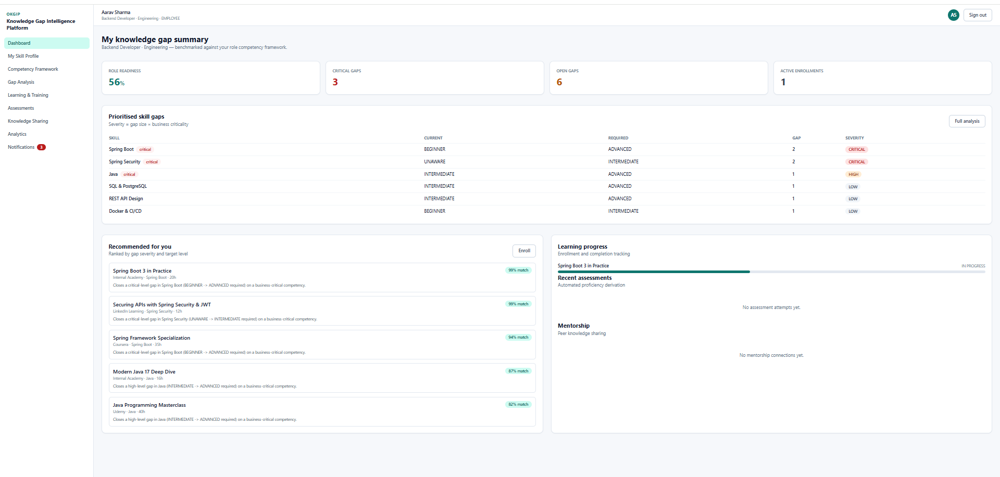 OKGIP
Knowledge Gap Intelligence
Platform
Dashboard
My Skill Profile
Competency Framework
Gap Analysis
Learning & Training
Assessments
Knowledge Sharing
Analytics
Notifications 3
Aarav Sharma
Backend Developer · Engineering · EMPLOYEE
AS
Sign out
My knowledge gap summary
Backend Developer · Engineering — benchmarked against your role competency framework.
ROLE READINESS
56%
CRITICAL GAPS
3
OPEN GAPS
6
ACTIVE ENROLLMENTS
1
Prioritised skill gaps
Severity = gap size × business criticality
Full analysis
SKILL CURRENT REQUIRED GAP SEVERITY
Spring Boot critical BEGINNER ADVANCED 2 CRITICAL
Spring Security critical UNAWARE INTERMEDIATE 2 CRITICAL
Java critical INTERMEDIATE ADVANCED 1 HIGH
SQL & PostgreSQL INTERMEDIATE ADVANCED 1 LOW
REST API Design INTERMEDIATE ADVANCED 1 LOW
Docker & CI/CD BEGINNER INTERMEDIATE 1 LOW
Recommended for you
Ranked by gap severity and target level
Enroll
Spring Boot 3 in Practice 99% match
Internal Academy · Spring Boot · 20h
Closes a critical-level gap in Spring Boot (BEGINNER -> ADVANCED required) on a business-critical competency.
Securing APIs with Spring Security & JWT 99% match
LinkedIn Learning · Spring Security · 12h
Closes a critical-level gap in Spring Security (UNAWARE -> INTERMEDIATE required) on a business-critical competency.
Spring Framework Specialization 94% match
Coursera · Spring Boot · 35h
Closes a critical-level gap in Spring Boot (BEGINNER -> ADVANCED required) on a business-critical competency.
Modern Java 17 Deep Dive 87% match
Internal Academy · Java · 16h
Closes a high-level gap in Java (INTERMEDIATE -> ADVANCED required) on a business-critical competency.
Java Programming Masterclass 82% match
Udemy · Java · 40h
Closes a high-level gap in Java (INTERMEDIATE -> ADVANCED required) on a business-critical competency.
Learning progress
Enrollment and completion tracking
Spring Boot 3 in Practice IN PROGRESS
Recent assessments
Automated proficiency derivation
No assessment attempts yet.
Mentorship
Peer knowledge sharing
No mentorship connections yet.